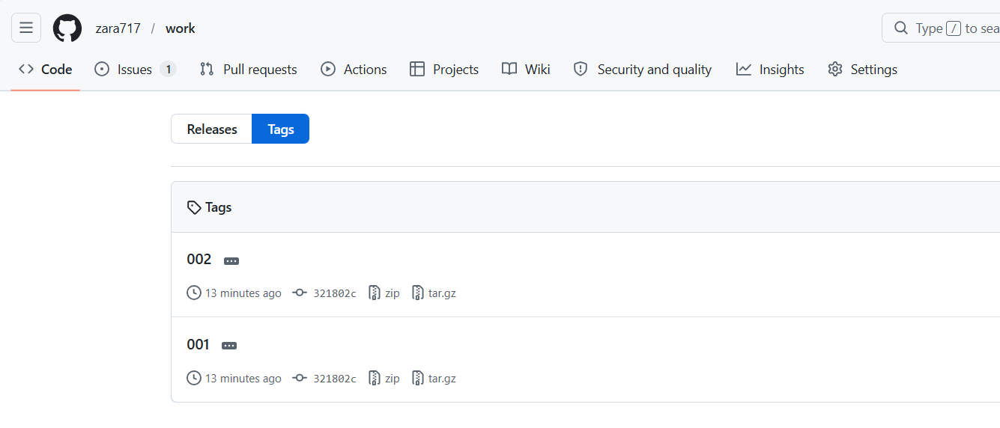 zara717 / work
Type / to sea
Code Issues 1 Pull requests Actions Projects Wiki Security and quality Insights Settings
Releases Tags
Tags
002
13 minutes ago 321802c zip tar.gz
001
13 minutes ago 321802c zip tar.gz